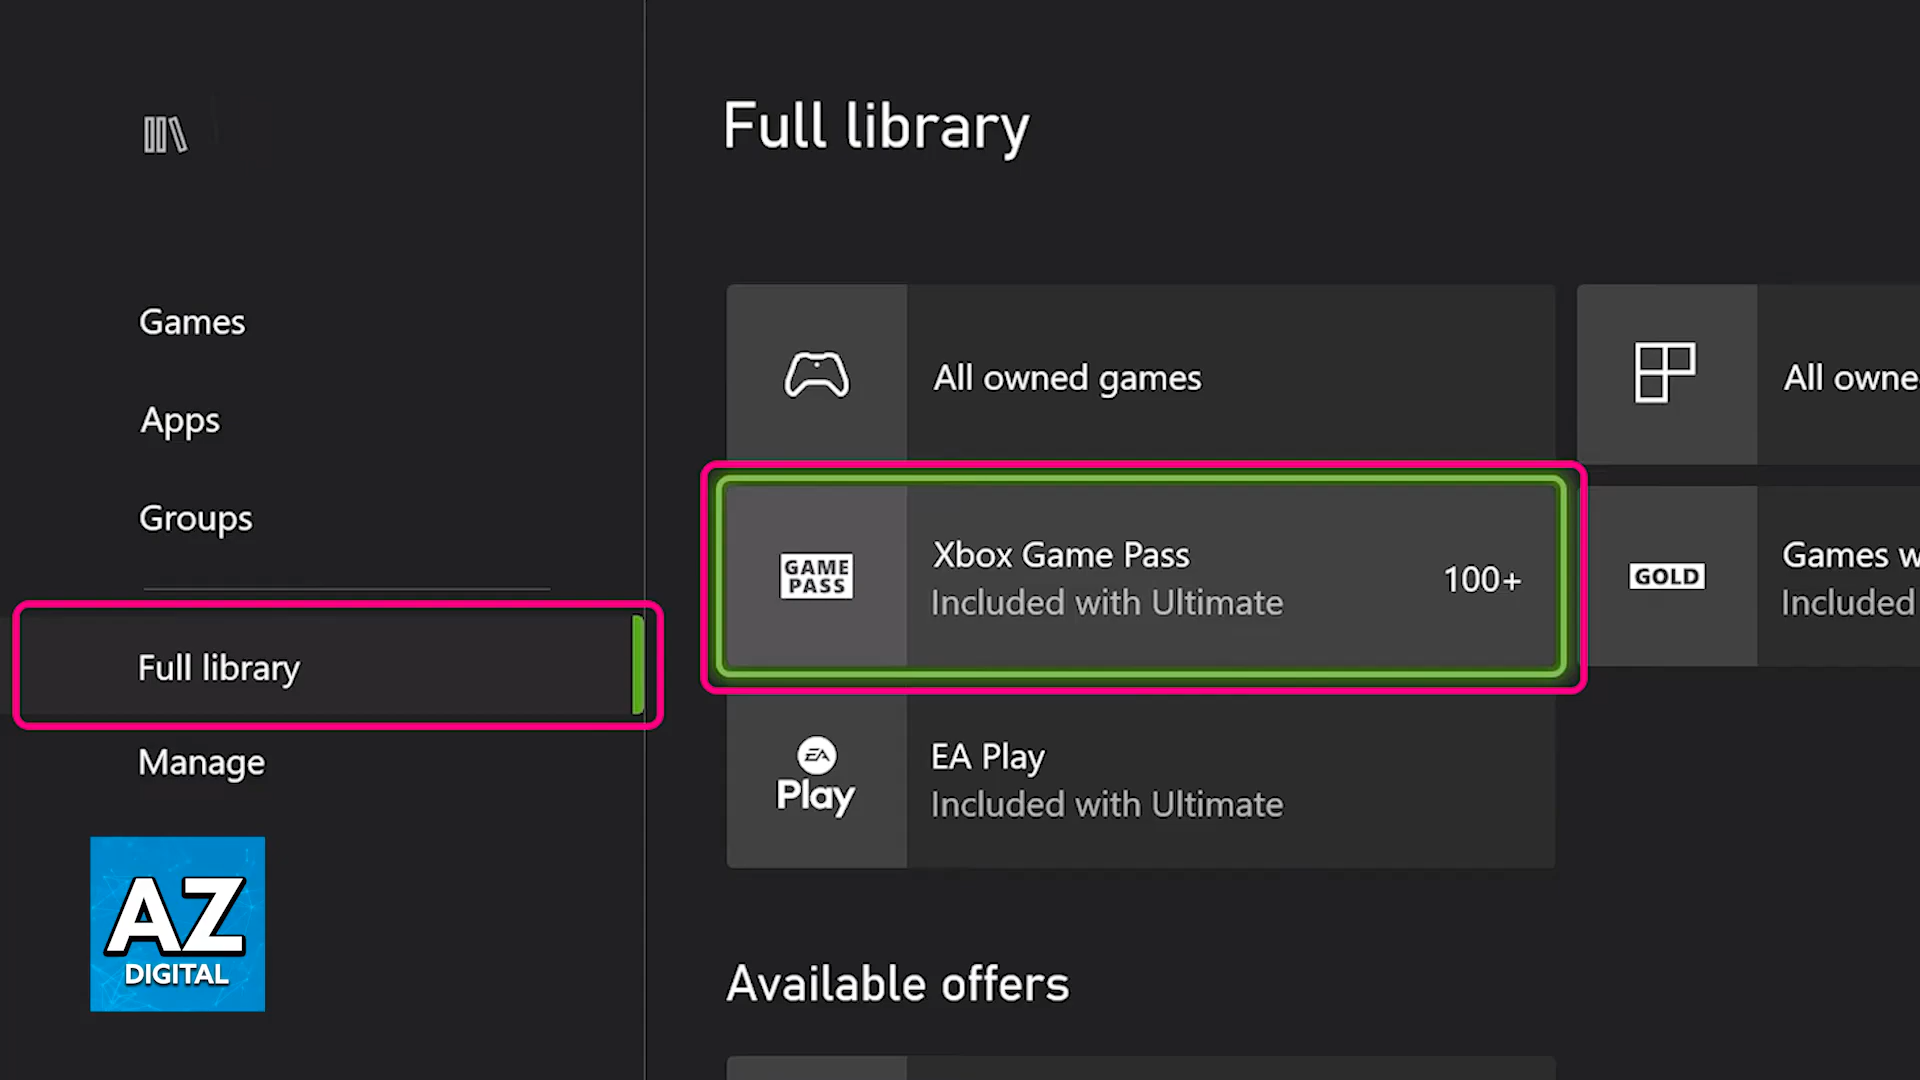 Full library
Games
Apps
Groups
Full library
Manage
All owned games
All owne
GAME
PASS
Xbox Game Pass
Included with Ultimate
100+
GOLD
Games w
Included
EA
Play
EA Play
Included with Ultimate
AZ
DIGITAL
Available offers